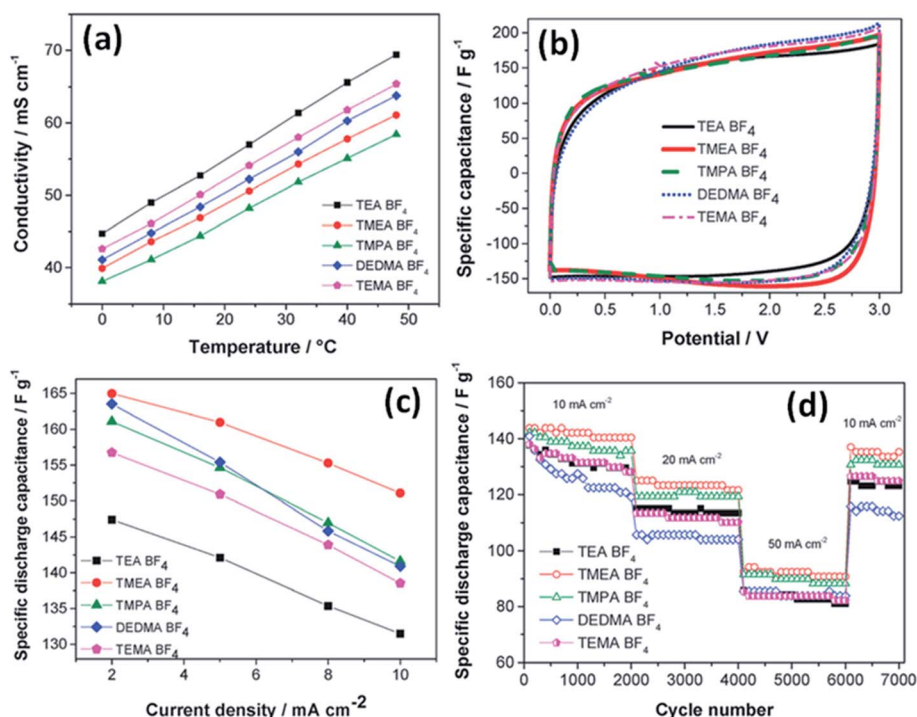 (a)
Conductivity / mS cm⁻¹
70
60
50
40
TEA BF₄
TMEA BF₄
TMPA BF₄
DEDMA BF₄
TEMA BF₄
0 10 20 30 40 50
Temperature / °C
(b)
Specific capacitance / F g⁻¹
200
150
100
50
0
-50
-100
-150
TEA BF₄
TMEA BF₄
TMPA BF₄
DEDMA BF₄
TEMA BF₄
0.0 0.5 1.0 1.5 2.0 2.5 3.0
Potential / V
(c)
Specific discharge capacitance / F g⁻¹
165
160
155
150
145
140
135
130
TEA BF₄
TMEA BF₄
TMPA BF₄
DEDMA BF₄
TEMA BF₄
2 4 6 8 10
Current density / mA cm⁻²
(d)
Specific discharge capacitance / F g⁻¹
160
140
120
100
80
60
10 mA cm⁻²
20 mA cm⁻²
50 mA cm⁻²
10 mA cm⁻²
TEA BF₄
TMEA BF₄
TMPA BF₄
DEDMA BF₄
TEMA BF₄
0 1000 2000 3000 4000 5000 6000 7000
Cycle number